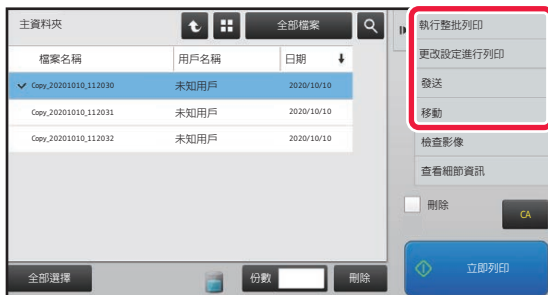 主資料夾
全部檔案
檔案名稱 用戶名稱 日期
Copy_20201010_112030 未知用戶 2020/10/10
Copy_20201010_112031 未知用戶 2020/10/10
Copy_20201010_112032 未知用戶 2020/10/10
全部選擇
份數
刪除
執行整批列印
更改設定進行列印
發送
移動
檢查影像
查看細節資訊
刪除
CA
立即列印